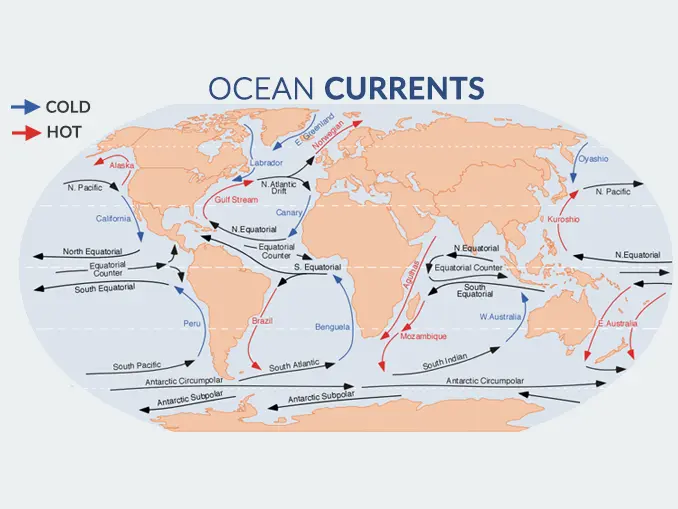 OCEAN CURRENTS
COLD
HOT
E. Greenland
Norwegian
Labrador
Alaska
Oyashio
N. Pacific
N. Atlantic
Drift
N. Pacific
Gulf Stream
California
Canary
Kuroshio
N.Equatorial
North Equatorial
Equatorial
Counter
N.Equatorial
N.Equatorial
Equatorial
Counter
S. Equatorial
Agulhas
Equatorial Counter
South Equatorial
South
Equatorial
Peru
Brazil
Benguela
W.Australia
E.Australia
Mozambique
South Pacific
South Atlantic
South Indian
Antarctic Circumpolar
Antarctic Circumpolar
Antarctic Subpolar
Antarctic Subpolar